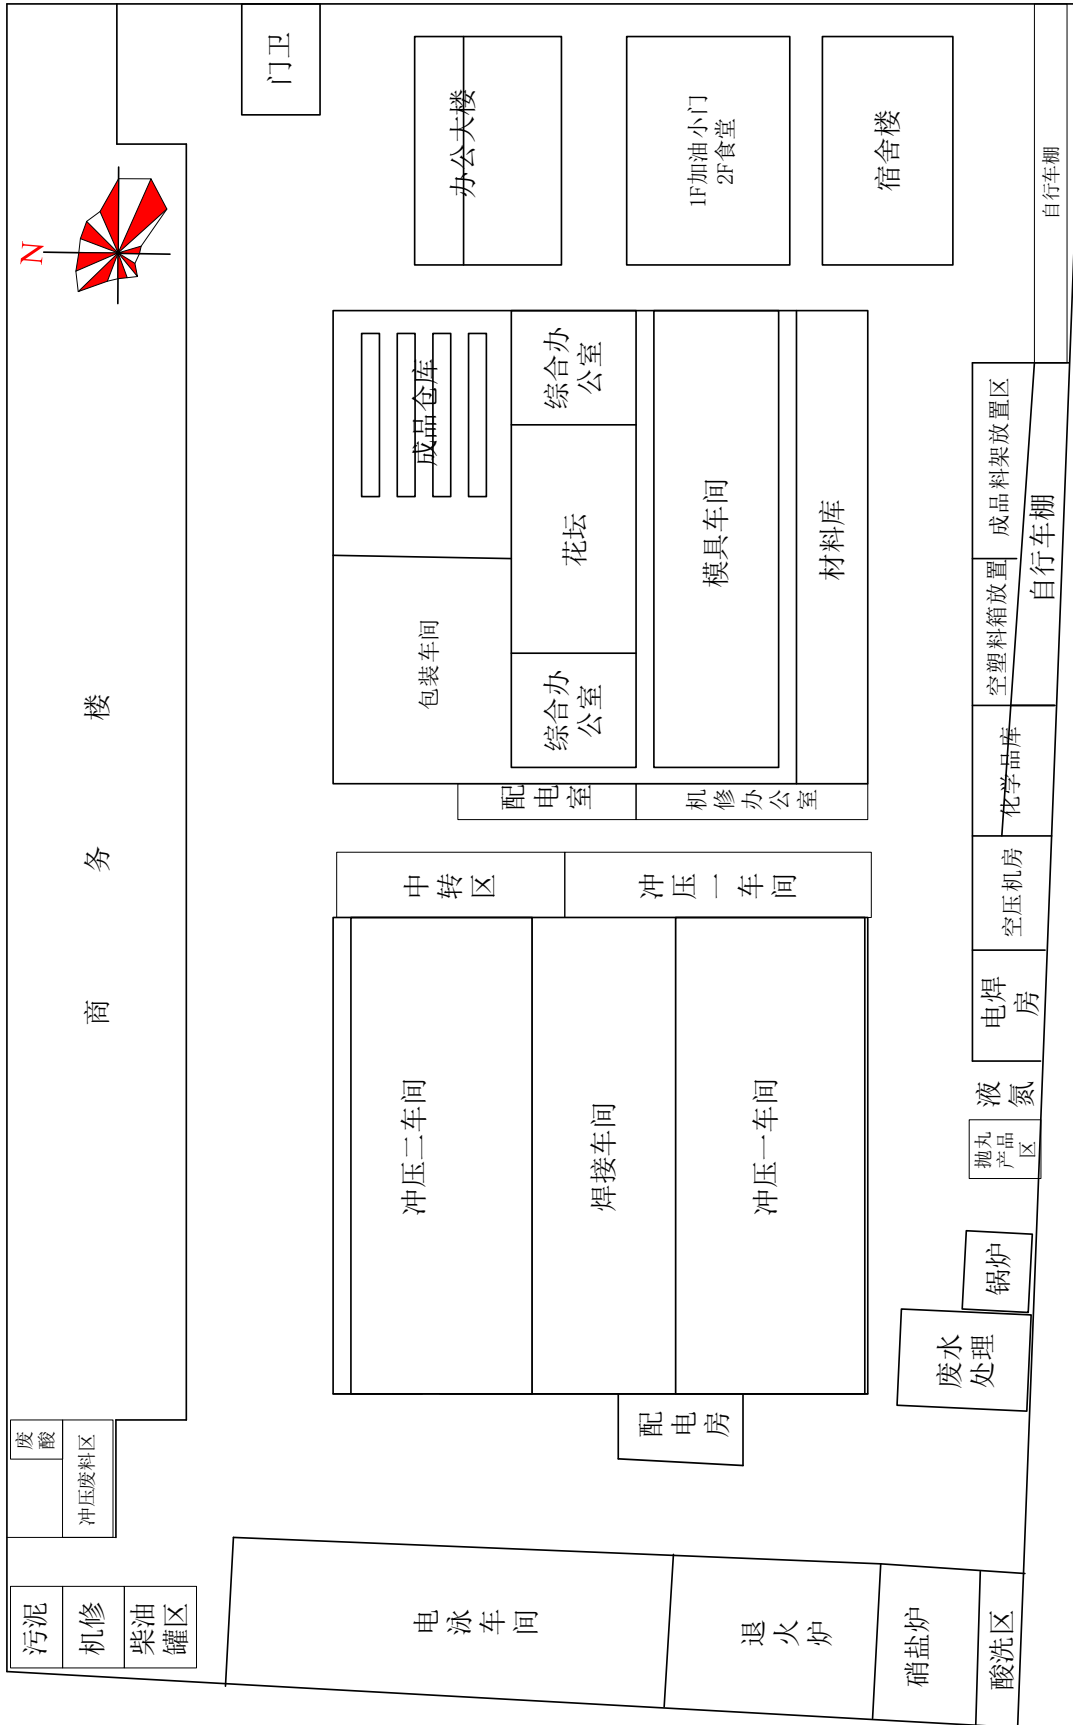 门卫
办公大楼
1F加油小门
2F食堂
宿舍楼
自行车棚
N
成品仓库
综合办
公室
花坛
综合办
公室
包装车间
模具车间
材料库
成品料架放置区
空塑料箱放置
自行车棚
化学品库
空压机房
电焊
房
液
氮
抛丸
产品
区
锅炉
废水
处理
配电室
机修办公室
中转区
冲压一车间
冲压二车间
焊接车间
冲压一车间
配电房
商务楼
废
酸
冲压废料区
污泥
机修
柴油
罐区
电泳车间
退火炉
硝盐炉
酸洗区